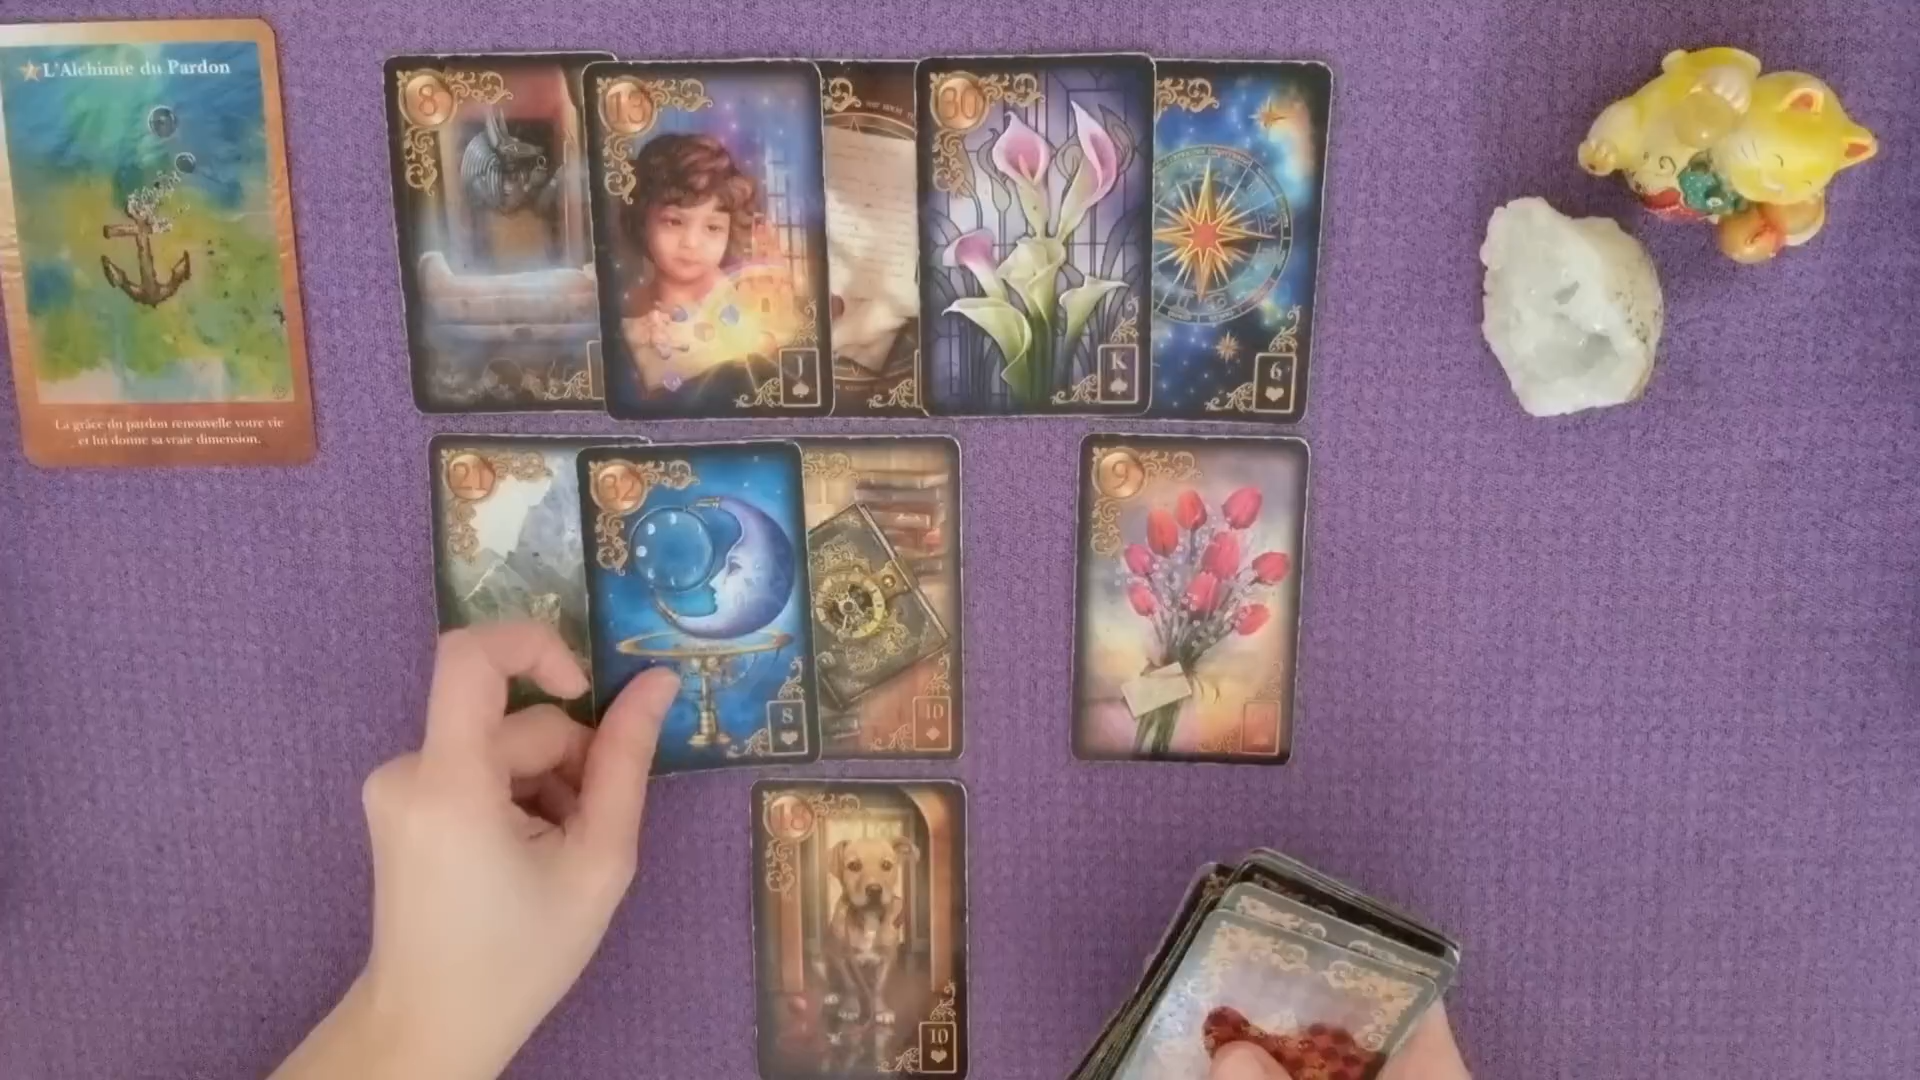 L'Alchimie du Pardon
La grâce du pardon renouvelle votre vie
et lui donne sa vraie dimension.
8
13
J
30
K
6
21
32
8
10
9
18
10